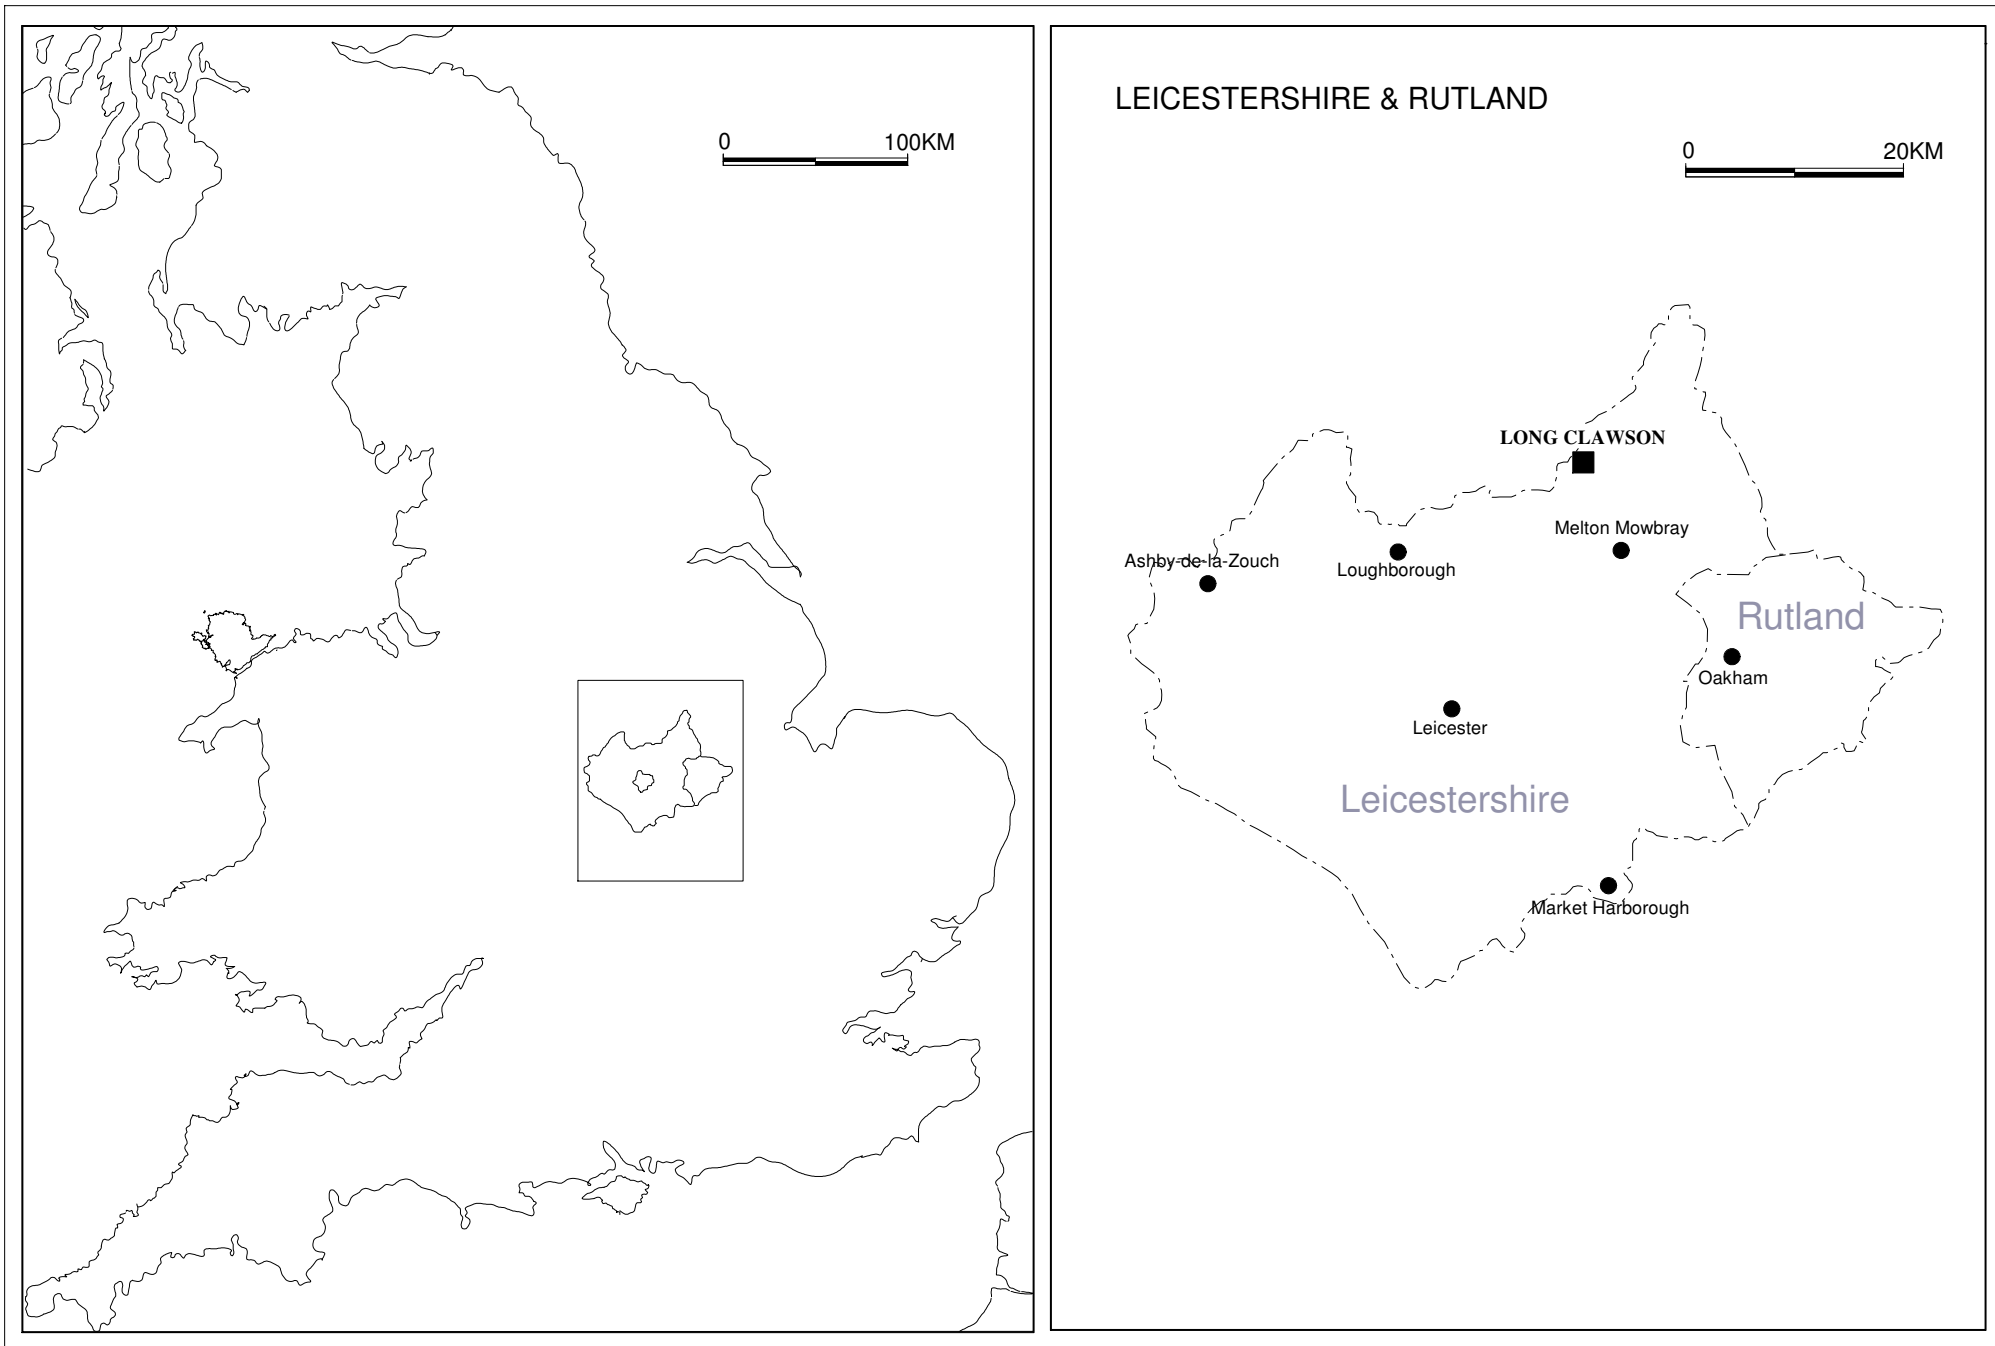 0 100KM
LEICESTERSHIRE & RUTLAND
0 20KM
LONG CLAWSON
Melton Mowbray
Ashby-de-la-Zouch
Loughborough
Rutland
Oakham
Leicester
Leicestershire
Market Harborough